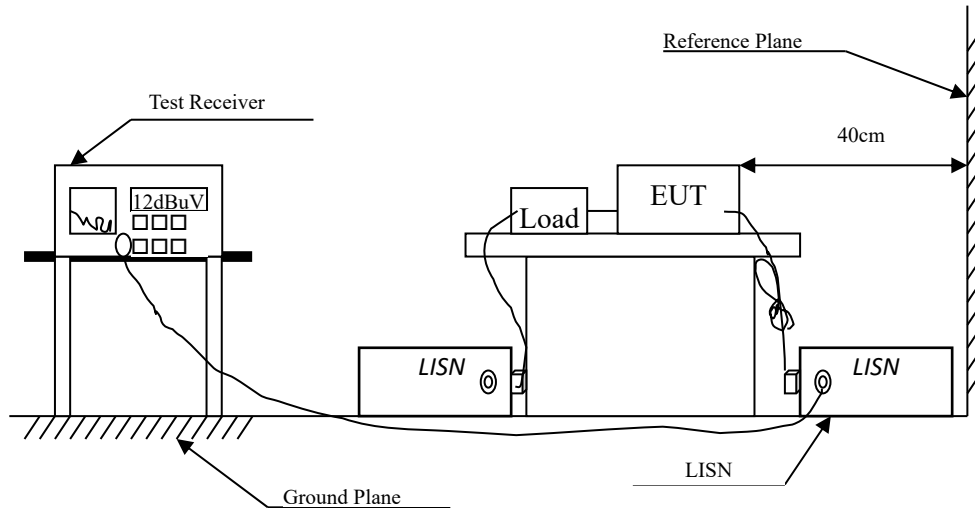 Reference Plane
Test Receiver
40cm
12dBuV
Load
EUT
LISN
LISN
LISN
Ground Plane